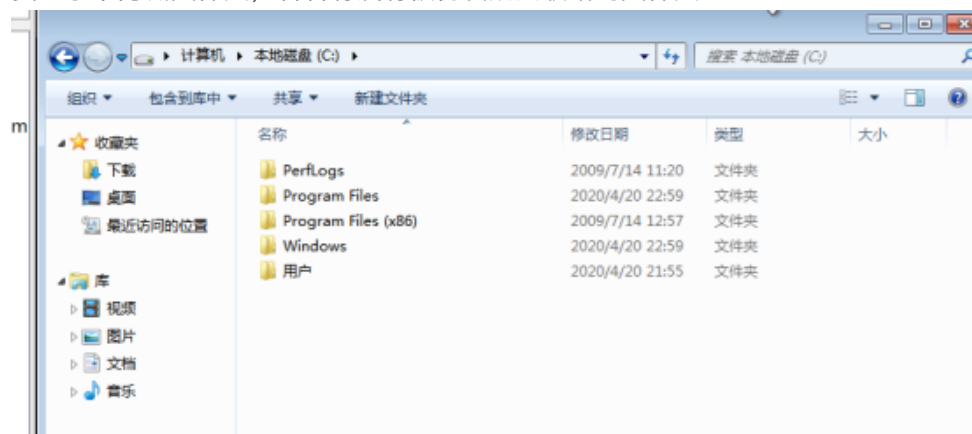 m
计算机 ▸ 本地磁盘 (C:) ▸ 搜索 本地磁盘 (C:)
组织 包含到库中 共享 新建文件夹
收藏夹
下载
桌面
最近访问的位置
库
视频
图片
文档
音乐
名称 修改日期 类型 大小
PerfLogs 2009/7/14 11:20 文件夹
Program Files 2020/4/20 22:59 文件夹
Program Files (x86) 2009/7/14 12:57 文件夹
Windows 2020/4/20 22:59 文件夹
用户 2020/4/20 21:55 文件夹